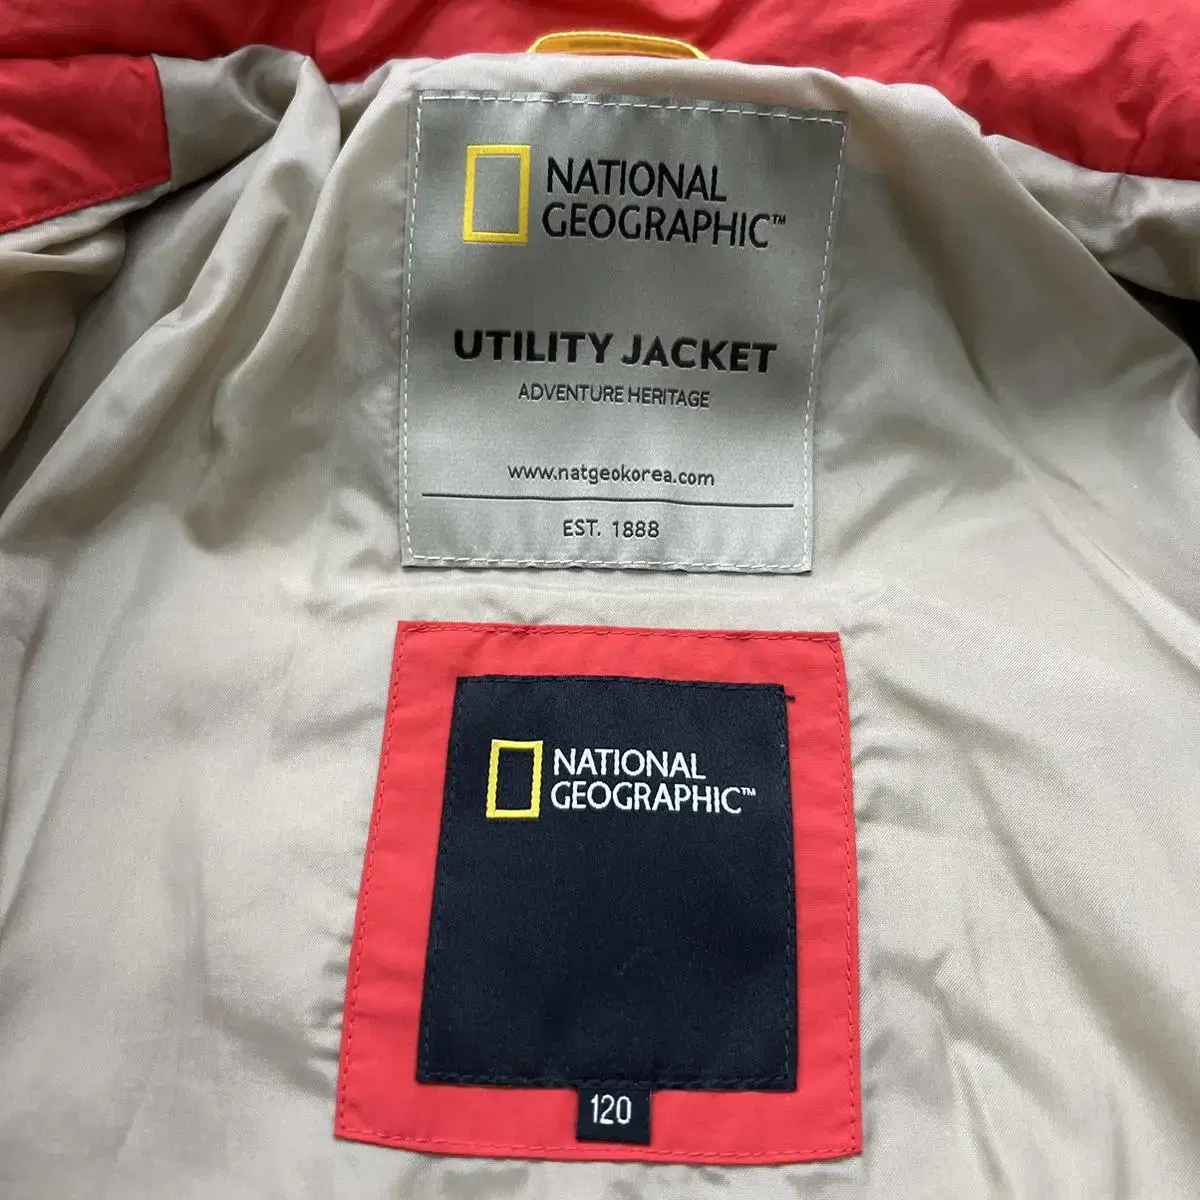 NATIONAL
GEOGRAPHIC™
UTILITY JACKET
ADVENTURE HERITAGE
www.natgeokorea.com
EST. 1888
NATIONAL
GEOGRAPHIC™
120